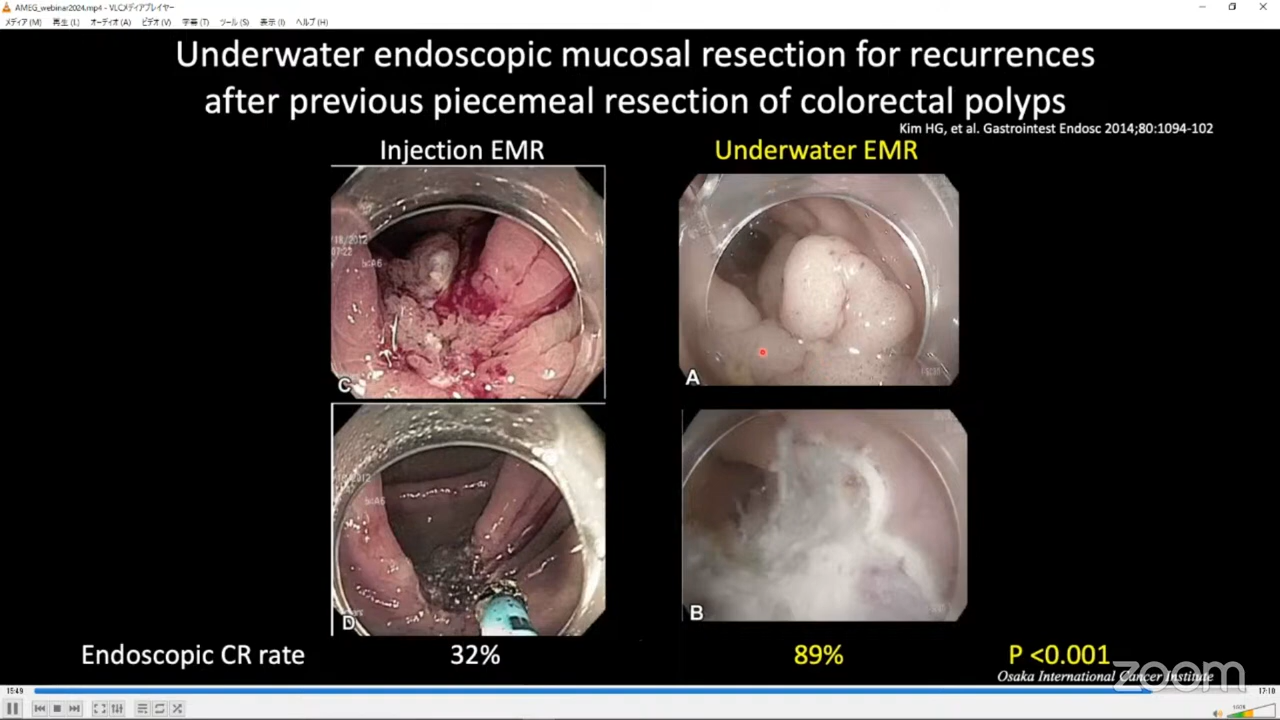 AMEG_webinar2024.mp4 - VLCメディアプレイヤー
メディア(M) 再生(L) オーディオ(A) ビデオ(V) 字幕(T) ツール(S) 表示(I) ヘルプ(H)
Underwater endoscopic mucosal resection for recurrences
after previous piecemeal resection of colorectal polyps
Kim HG, et al. Gastrointest Endosc 2014;80:1094-102
Injection EMR
Underwater EMR
/18/2012
07:22
C
A
D
B
Endoscopic CR rate 32% 89% P <0.001
zoom
Osaka International Cancer Institute
15:49
17:10